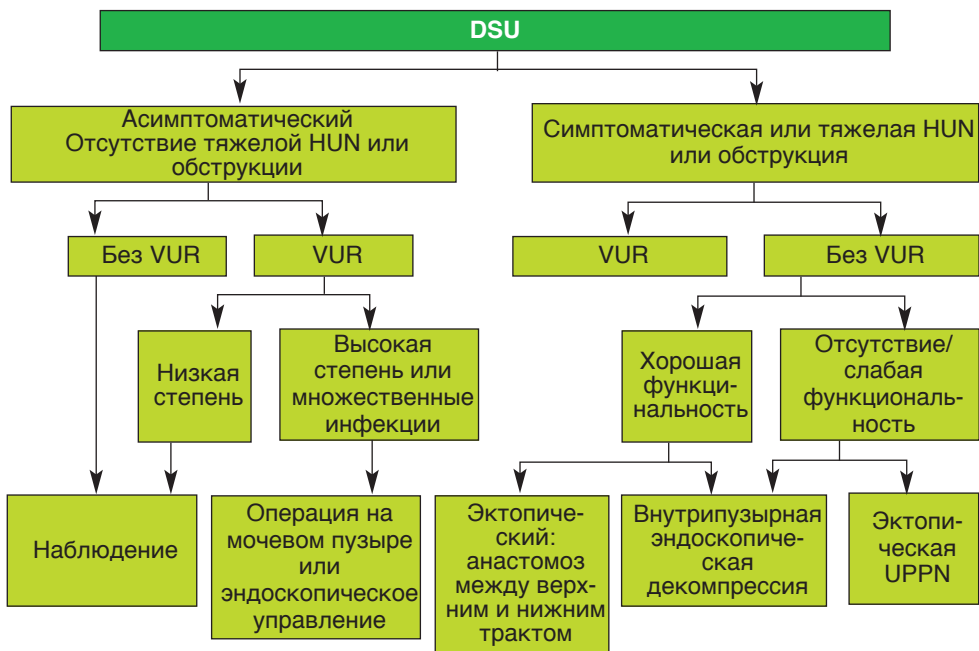 DSU
Асимптоматический
Отсутствие тяжелой HUN или
обструкции
Симптоматическая или тяжелая HUN
или обструкция
Без VUR
VUR
VUR
Без VUR
Низкая
степень
Высокая
степень или
множественные
инфекции
Хорошая
функци-
нальность
Отсутствие/
слабая
функциональ-
ность
Наблюдение
Операция на
мочевом пузыре
или
эндоскопическое
управление
Эктопиче-
ский:
анастомоз
между верх-
ним и нижним
трактом
Внутрипузырная
эндоскопиче-
ская
декомпрессия
Эктопи-
ческая
UPPN